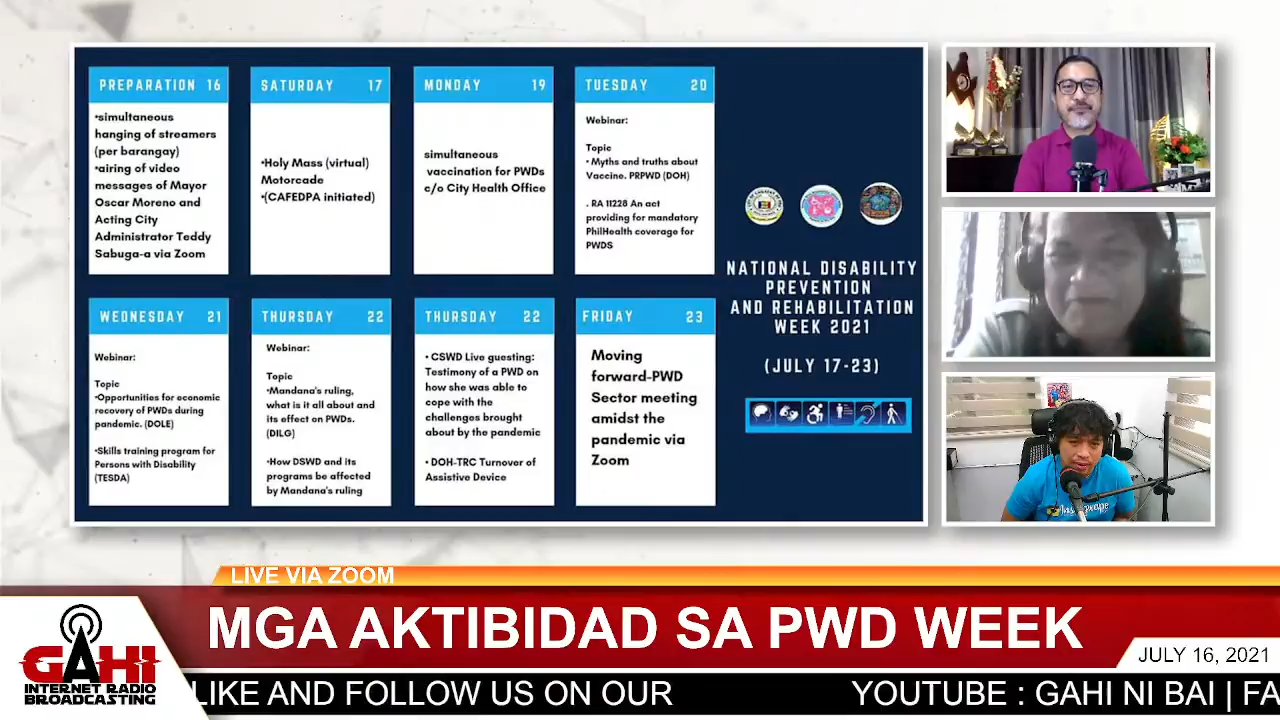 PREPARATION 16
•simultaneous
hanging of streamers
(per barangay)
•airing of video
messages of Mayor
Oscar Moreno and
Acting City
Administrator Teddy
Sabuga-a via Zoom
SATURDAY 17
•Holy Mass (virtual)
Motorcade
•(CAFEDPA initiated)
MONDAY 19
simultaneous
vaccination for PWDs
c/o City Health Office
TUESDAY 20
Webinar:
Topic
• Myths and truths about
Vaccine. PRPWD (DOH)
. RA 11228 An act
providing for mandatory
PhilHealth coverage for
PWDS
WEDNESDAY 21
Webinar:
Topic
•Opportunities for economic
recovery of PWDs during
pandemic. (DOLE)
•Skills training program for
Persons with Disability
(TESDA)
THURSDAY 22
Webinar:
Topic
•Mandana's ruling,
what is it all about and
its effect on PWDs.
(DILG)
•How DSWD and its
programs be affected
by Mandana's ruling
THURSDAY 22
• CSWD Live guesting:
Testimony of a PWD on
how she was able to
cope with the
challenges brought
about by the pandemic
• DOH-TRC Turnover of
Assistive Device
FRIDAY 23
Moving
forward-PWD
Sector meeting
amidst the
pandemic via
Zoom
NATIONAL DISABILITY
PREVENTION
AND REHABILITATION
WEEK 2021
(JULY 17-23)
LIVE VIA ZOOM
MGA AKTIBIDAD SA PWD WEEK
JULY 16, 2021
GAHI
INTERNET RADIO
BROADCASTING
LIKE AND FOLLOW US ON OUR YOUTUBE : GAHI NI BAI | FA